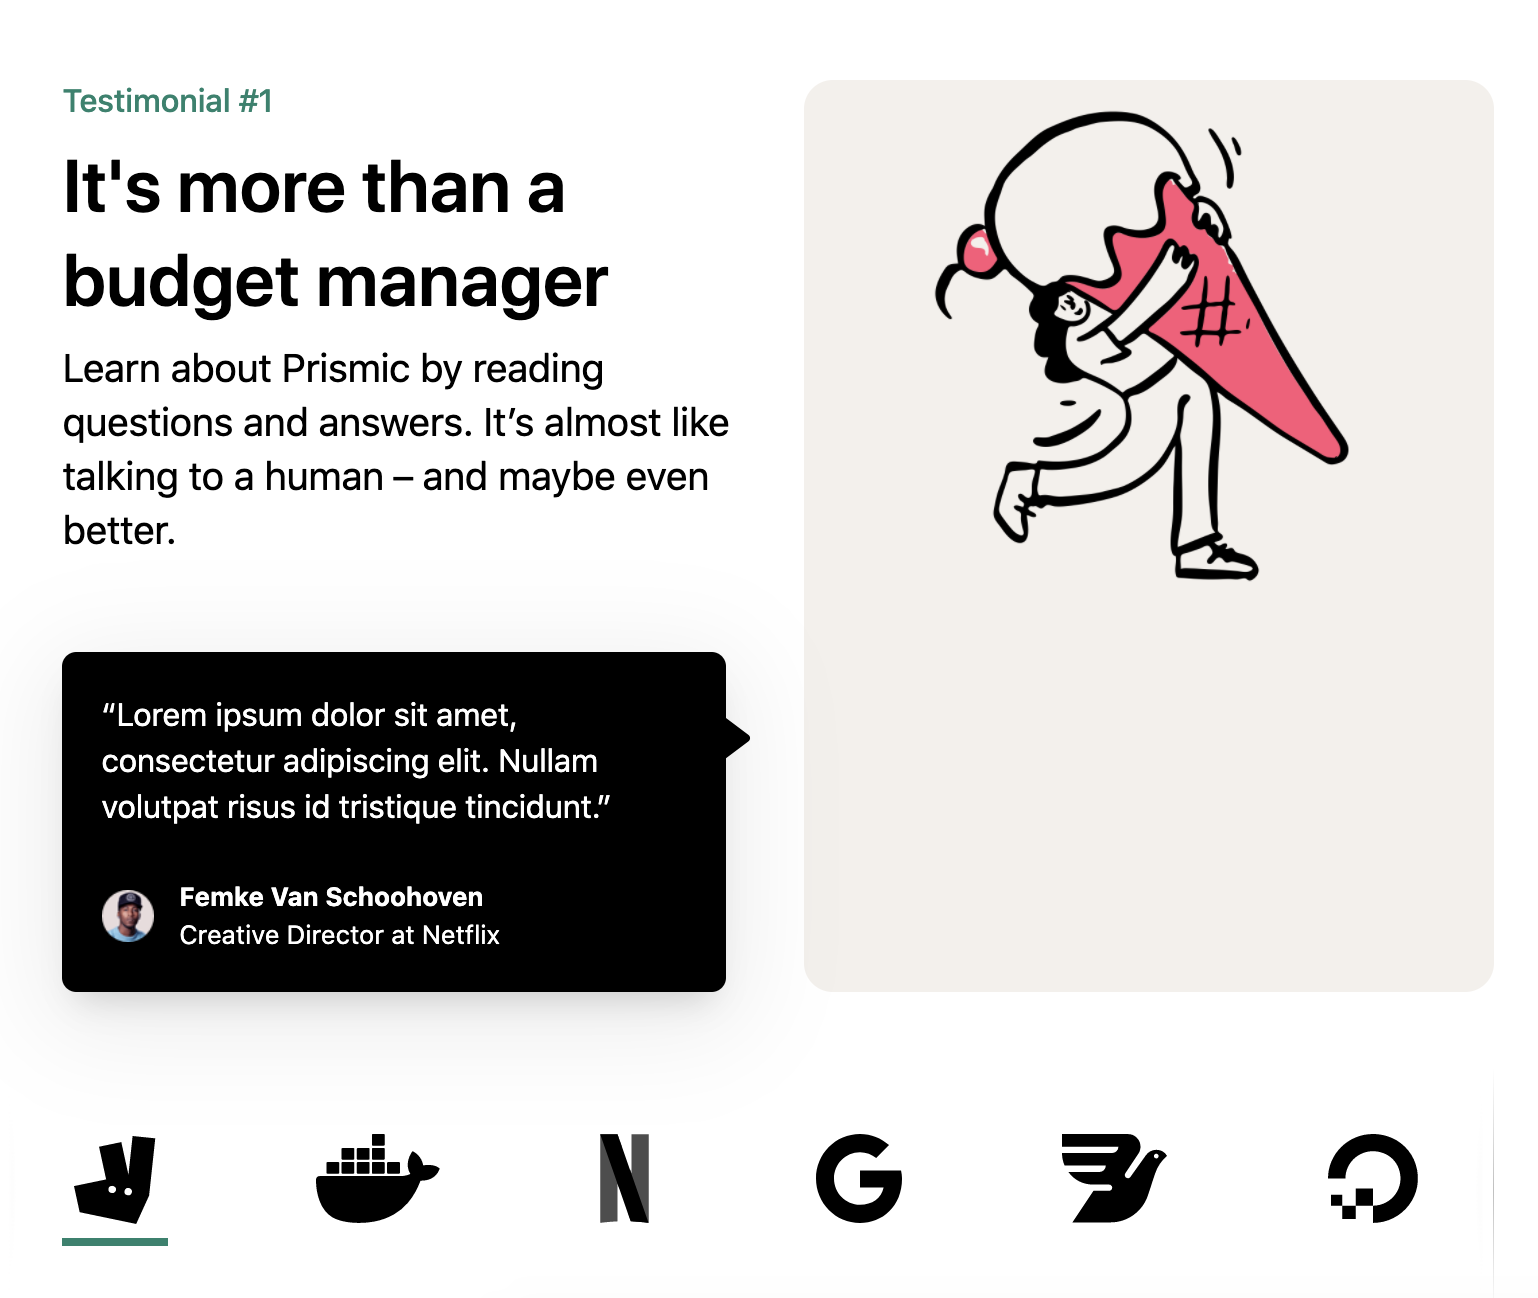 Testimonial #1
It's more than a
budget manager
Learn about Prismic by reading
questions and answers. It’s almost like
talking to a human – and maybe even
better.
“Lorem ipsum dolor sit amet,
consectetur adipiscing elit. Nullam
volutpat risus id tristique tincidunt.”
Femke Van Schoohoven
Creative Director at Netflix